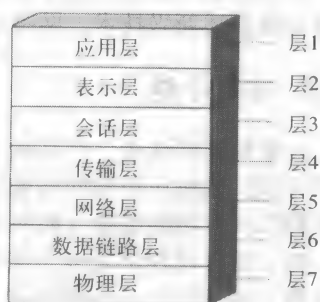 应用层 层1
表示层 层2
会话层 层3
传输层 层4
网络层 层5
数据链路层 层6
物理层 层7